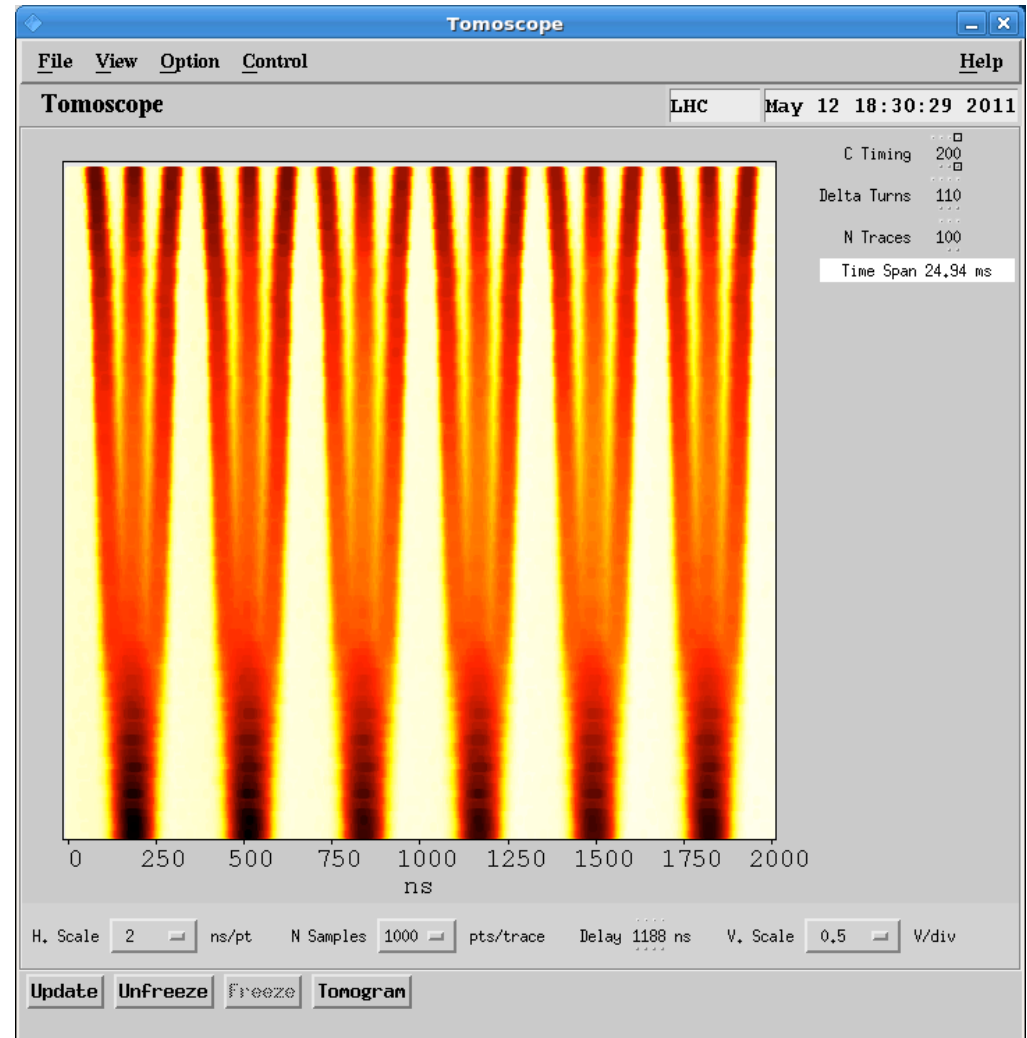 Tomoscope
File View Option Control Help
Tomoscope LHC May 12 18:30:29 2011
C Timing 200
Delta Turns 110
N Traces 100
Time Span 24.94 ms
0 250 500 750 1000 1250 1500 1750 2000
ns
H. Scale 2 ns/pt N Samples 1000 pts/trace Delay 1188 ns V. Scale 0.5 V/div
Update Unfreeze Freeze Tomogram